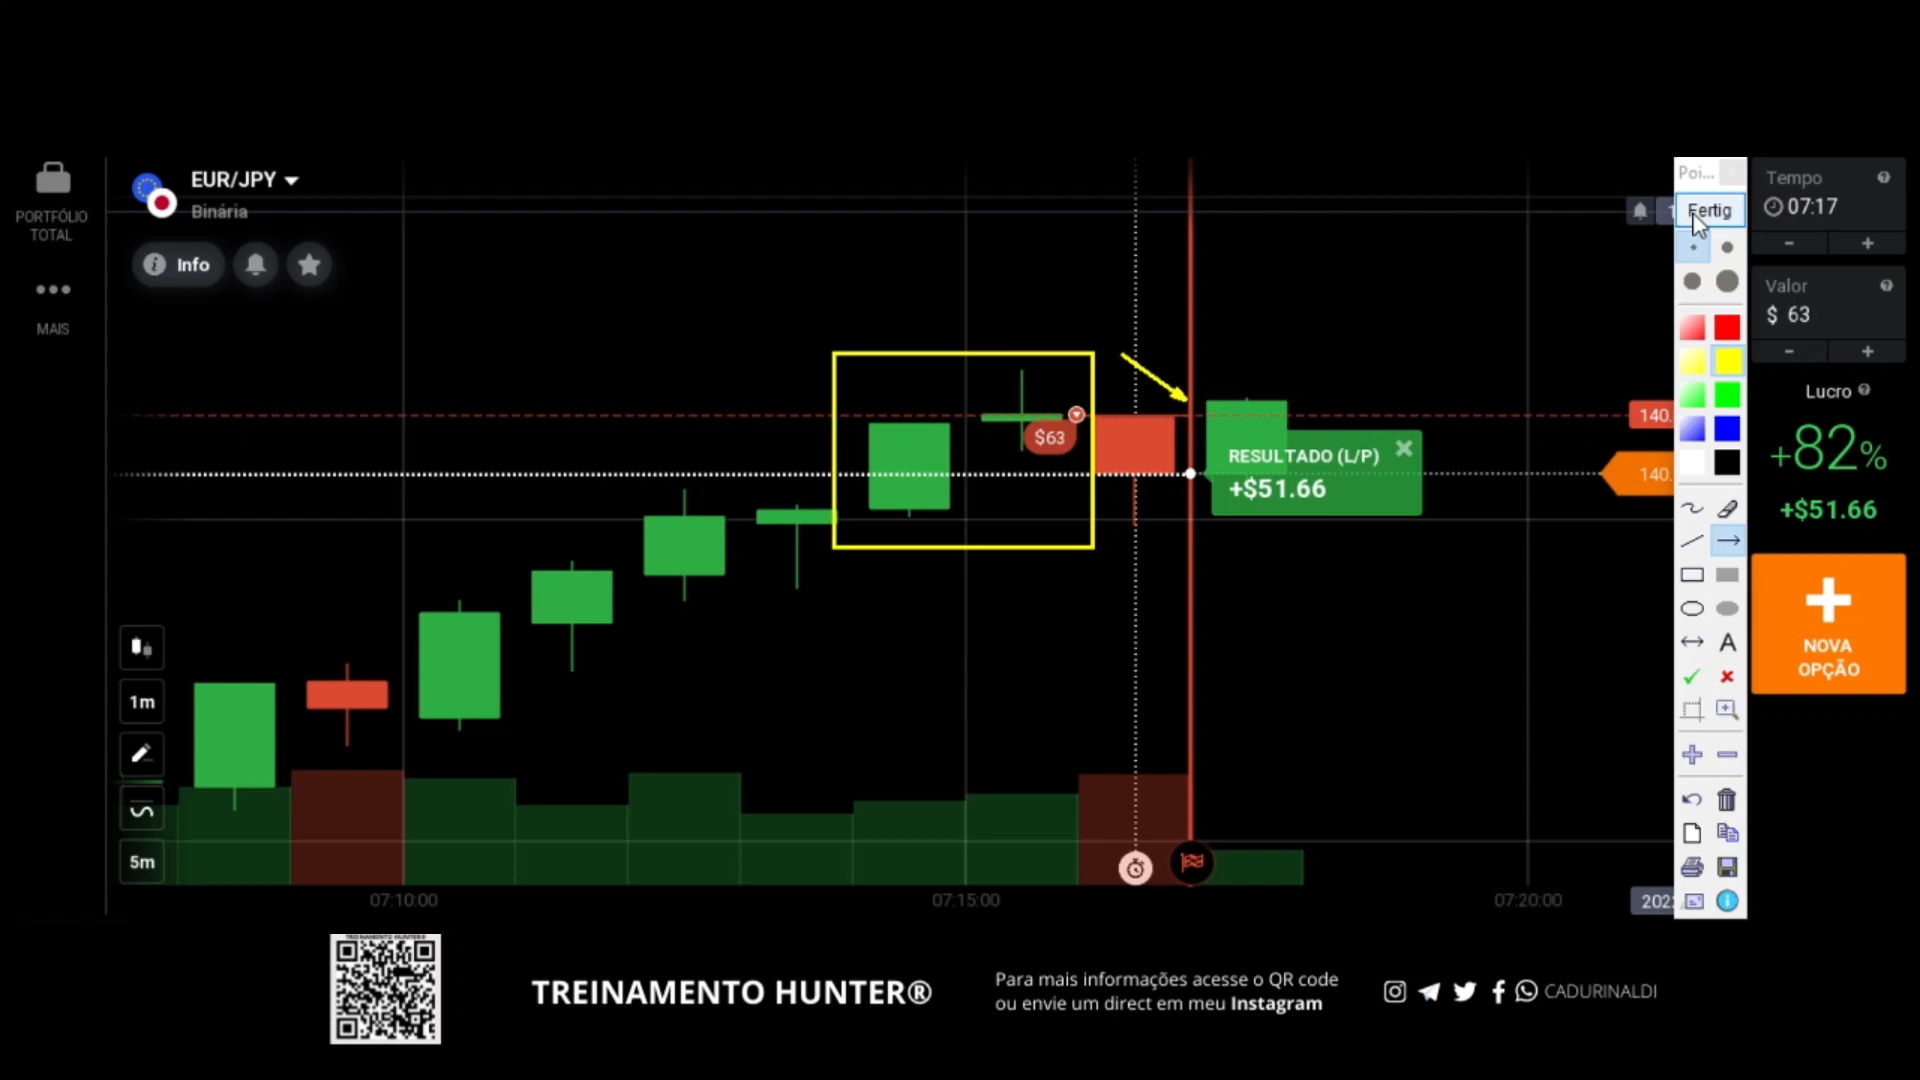 PORTFÓLIO
TOTAL
MAIS
EUR/JPY
Binária
Info
1m
5m
$63
RESULTADO (L/P)
+$51.66
140.
140.
07:10:00
07:15:00
07:20:00
202
Poi...
Fertig
A
Tempo
07:17
Valor
$ 63
Lucro
+82%
+$51.66
NOVA
OPÇÃO
TREINAMENTO HUNTER®
Para mais informações acesse o QR code
ou envie um direct em meu Instagram
CADURINALDI